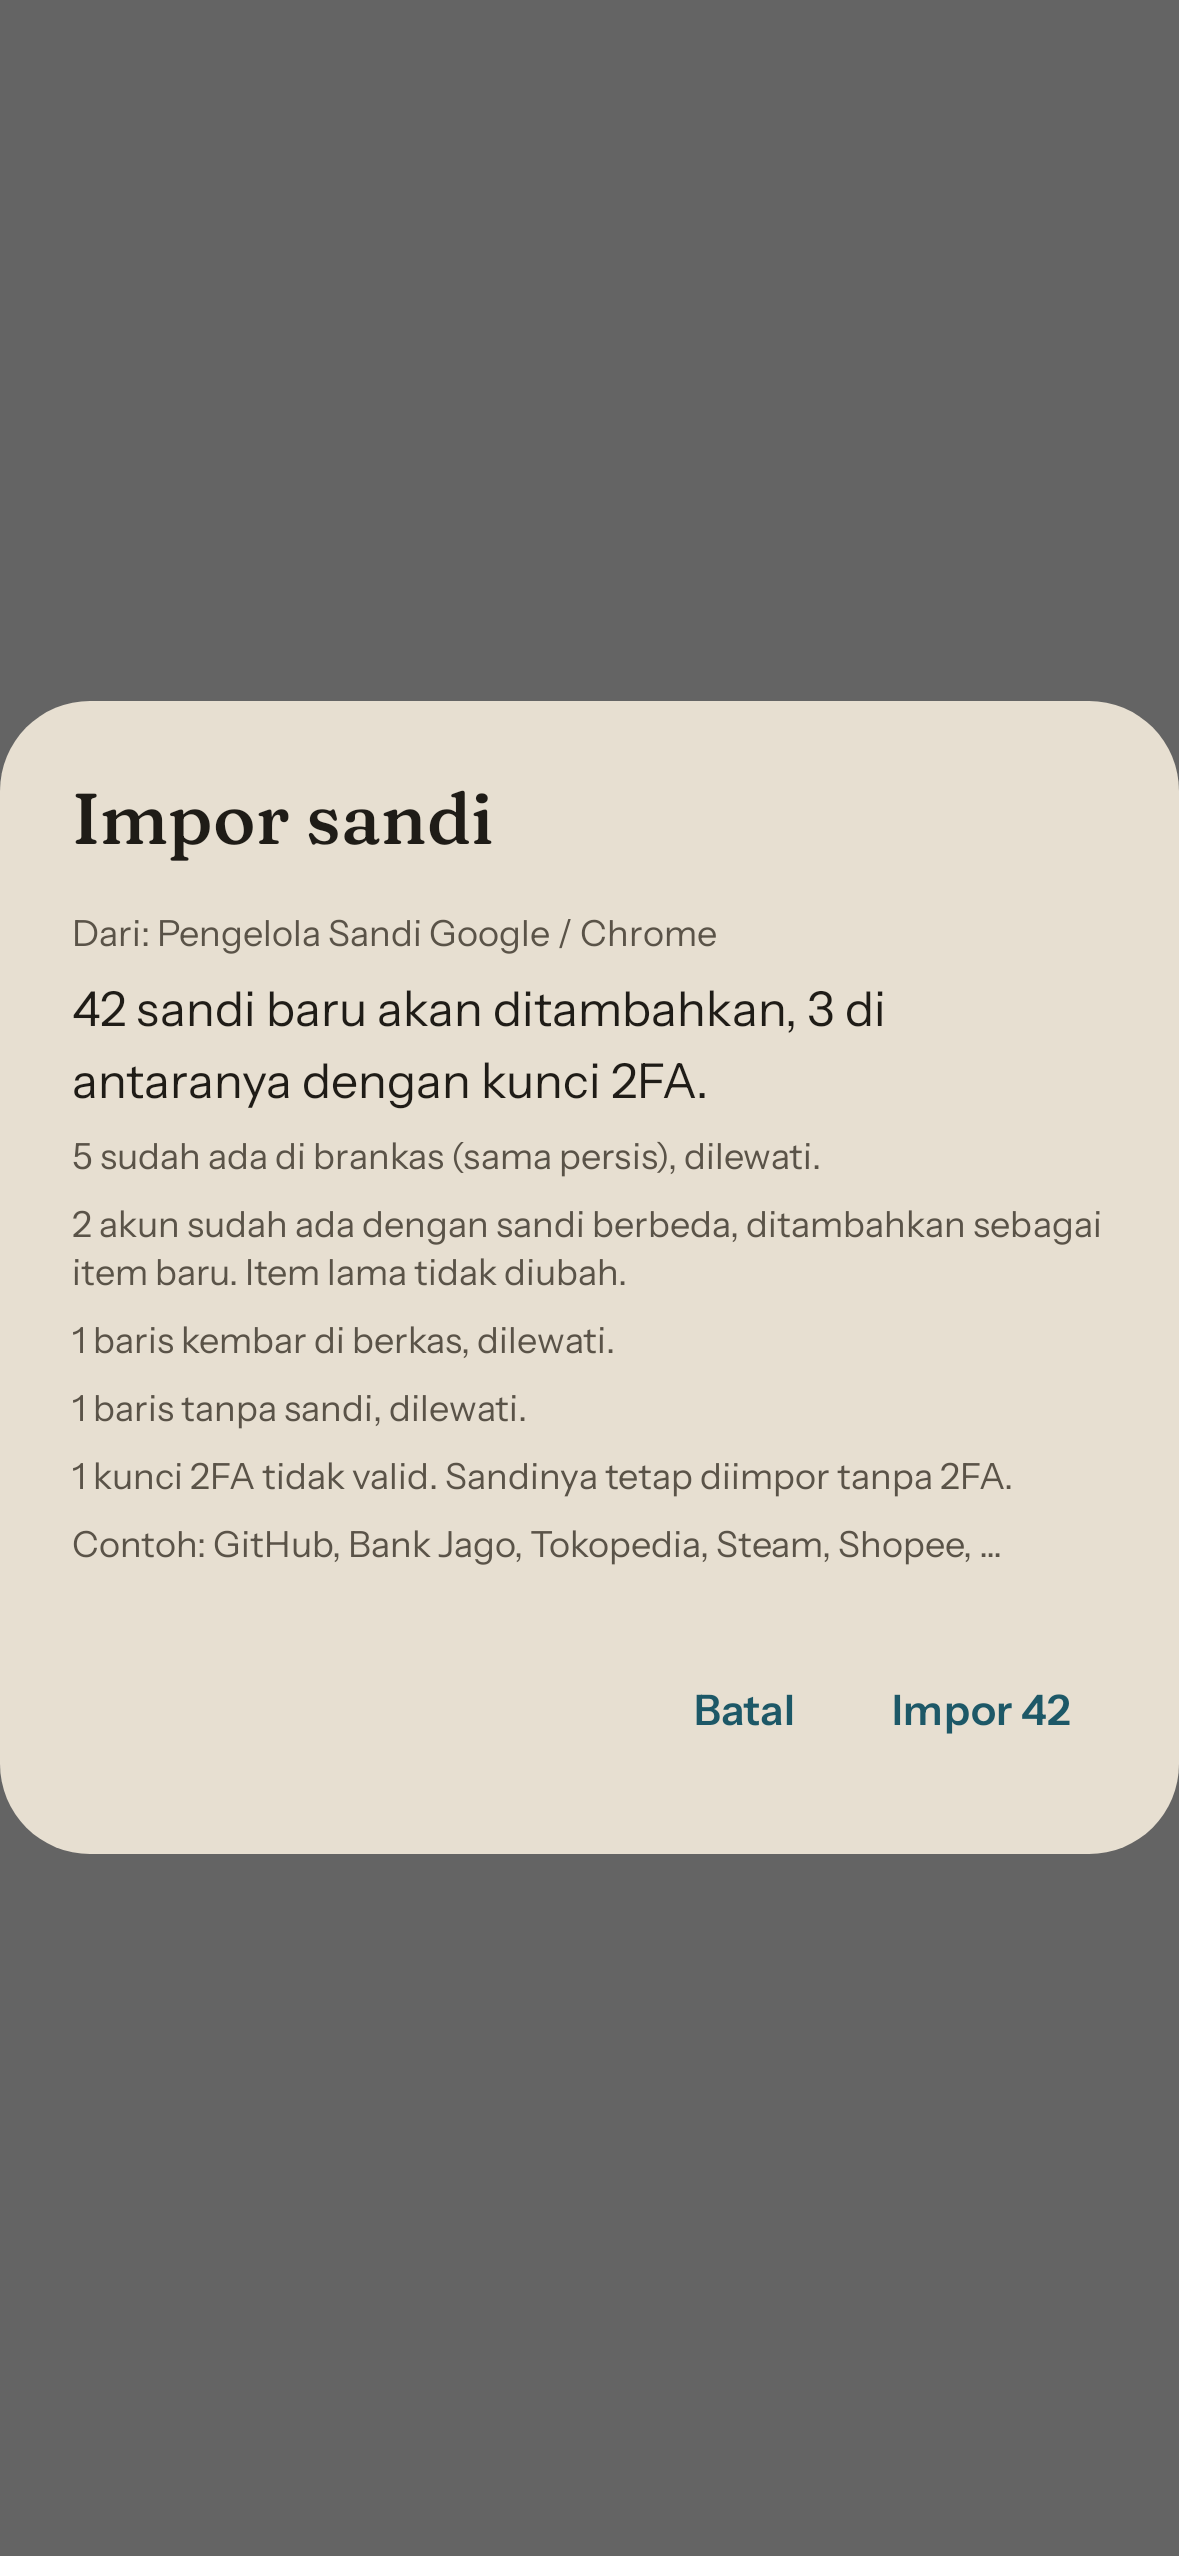 Impor sandi
Dari: Pengelola Sandi Google / Chrome
42 sandi baru akan ditambahkan, 3 di
antaranya dengan kunci 2FA.
5 sudah ada di brankas (sama persis), dilewati.
2 akun sudah ada dengan sandi berbeda, ditambahkan sebagai
item baru. Item lama tidak diubah.
1 baris kembar di berkas, dilewati.
1 baris tanpa sandi, dilewati.
1 kunci 2FA tidak valid. Sandinya tetap diimpor tanpa 2FA.
Contoh: GitHub, Bank Jago, Tokopedia, Steam, Shopee, ...
Batal Impor 42